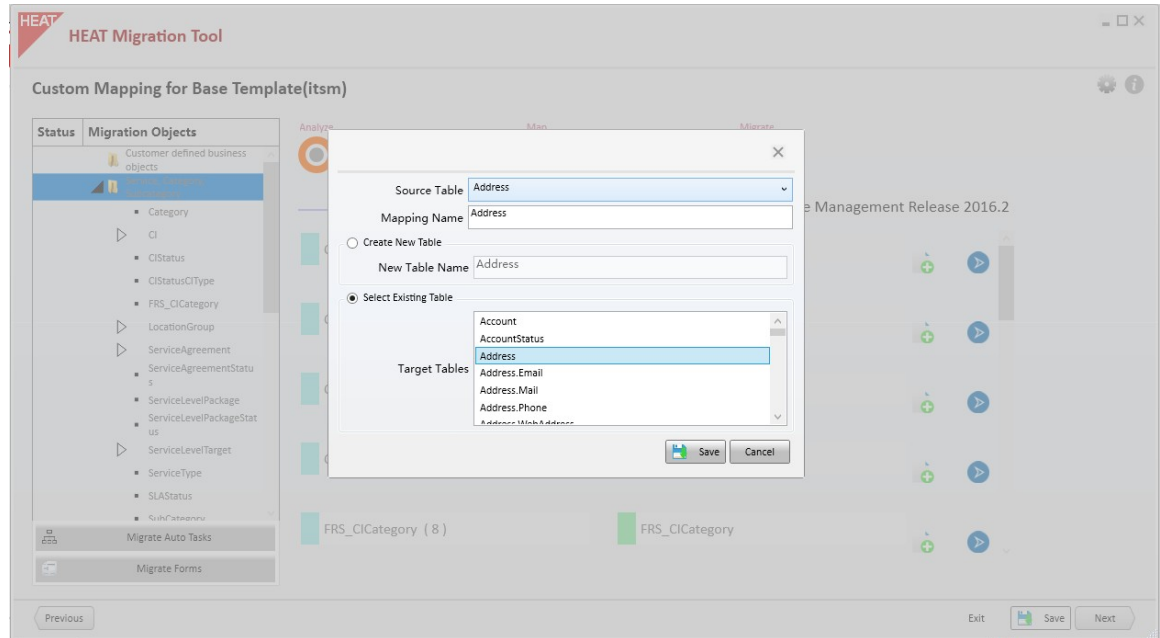 HEAT
HEAT Migration Tool
Custom Mapping for Base Template(itsm)
Status Migration Objects
Customer defined business
objects
Category
CI
CIStatus
CIStatusCIType
FRS_CICategory
LocationGroup
ServiceAgreement
ServiceAgreementStatu
s
ServiceLevelPackage
ServiceLevelPackageStat
us
ServiceLevelTarget
ServiceType
SLAStatus
SubCategory
Migrate Auto Tasks
Migrate Forms
Analyze Map Migrate
e Management Release 2016.2
Source Table Address
Mapping Name Address
Create New Table
New Table Name Address
Select Existing Table
Target Tables
Account
AccountStatus
Address
Address.Email
Address.Mail
Address.Phone
Address.WebAddress
Save Cancel
FRS_CICategory ( 8 ) FRS_CICategory
Previous Exit Save Next